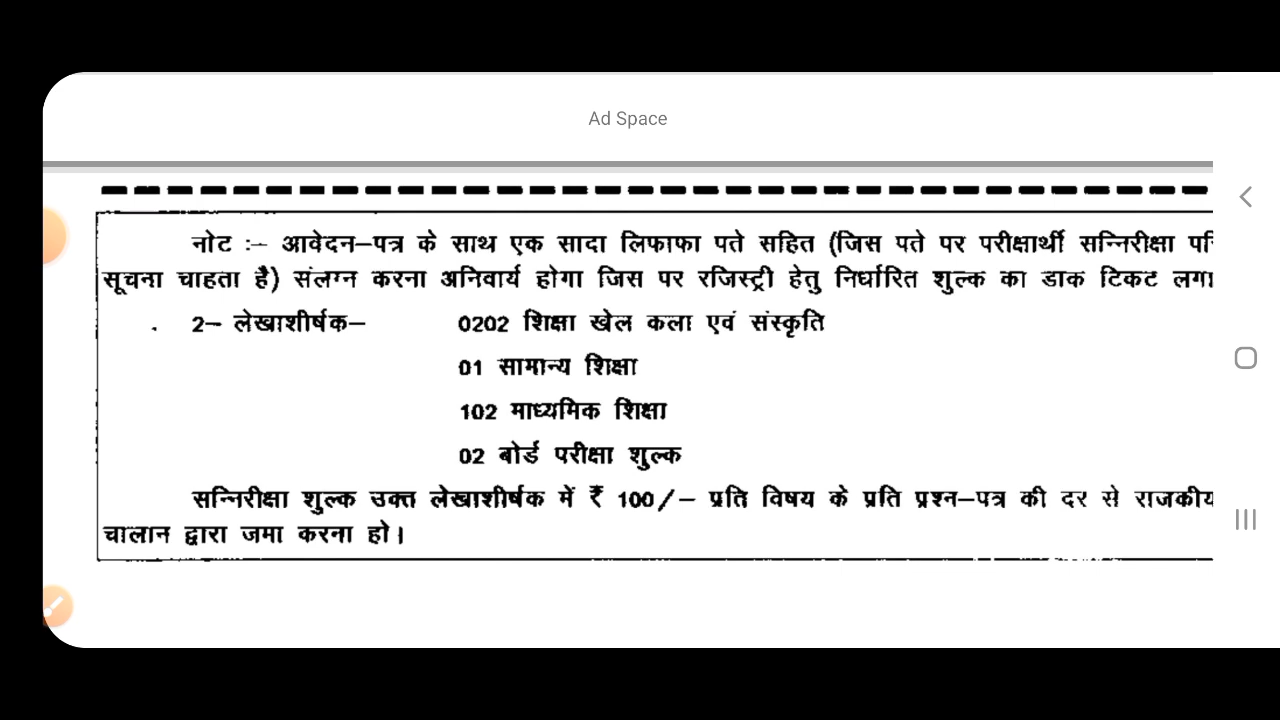 Ad Space
नोट :– आवेदन–पत्र के साथ एक सादा लिफाफा पते सहित (जिस पते पर परीक्षार्थी सन्निरीक्षा
सूचना चाहता है) संलग्न करना अनिवार्य होगा जिस पर रजिस्ट्री हेतु निर्धारित शुल्क का डाक टिकट लगा
2– लेखाशीर्षक– 0202 शिक्षा खेल कला एवं संस्कृति
01 सामान्य शिक्षा
102 माध्यमिक शिक्षा
02 बोर्ड परीक्षा शुल्क
सन्निरीक्षा शुल्क उक्त लेखाशीर्षक में ₹ 100/– प्रति विषय के प्रति प्रश्न–पत्र की दर से राजकीय
चालान द्वारा जमा करना हो।